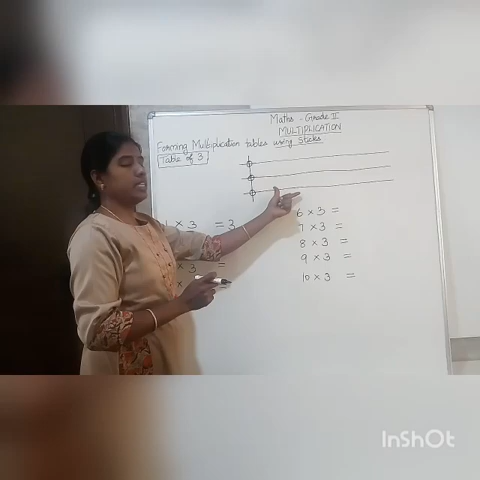 Maths - Grade II
MULTIPLICATION
Forming Multiplication tables using Sticks
Table of 3
1 × 3 = 3
× 3 =
×
6 × 3 =
7 × 3 =
8 × 3 =
9 × 3 =
10 × 3 =
InShOt